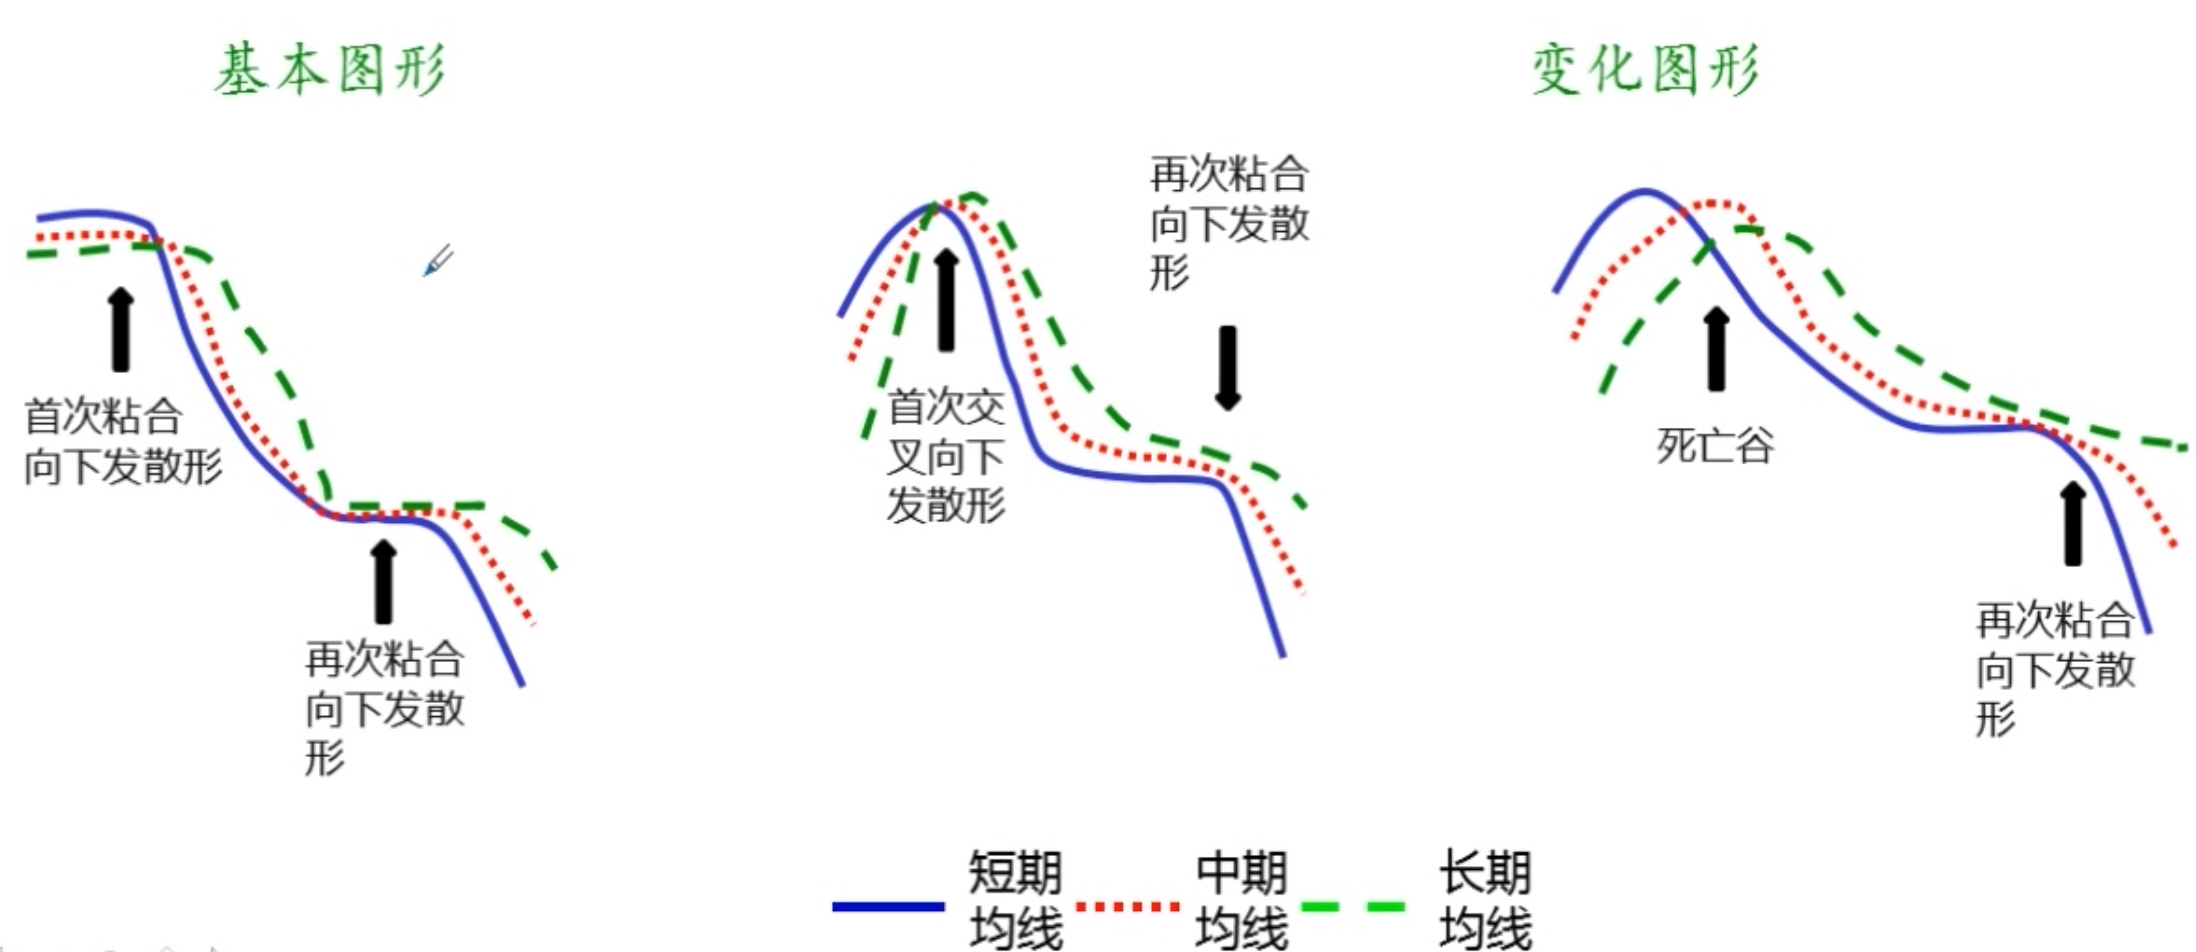 基本图形
变化图形
首次粘合
向下发散形
再次粘合
向下发散
形
首次交
叉向下
发散形
再次粘合
向下发散
形
死亡谷
再次粘合
向下发散
形
短期
均线
中期
均线
长期
均线